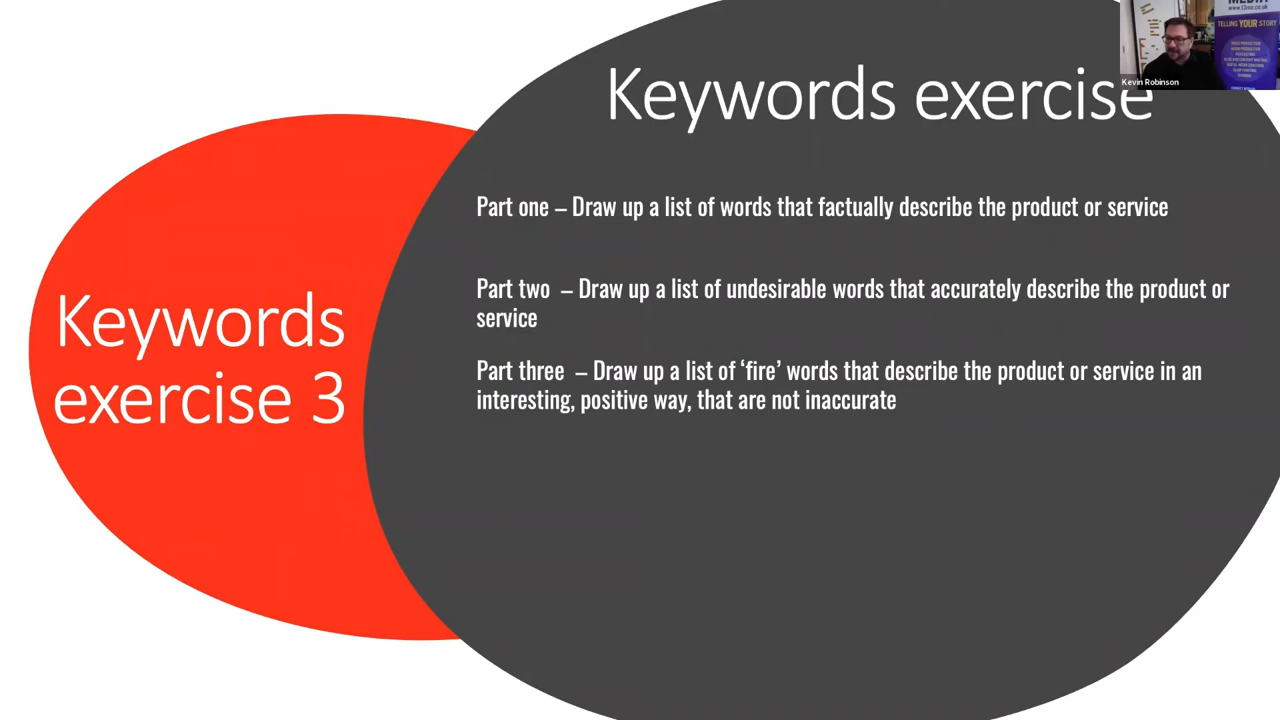 Keywords exercise
Keywords
exercise 3
Part one – Draw up a list of words that factually describe the product or service
Part two – Draw up a list of undesirable words that accurately describe the product or
service
Part three – Draw up a list of ‘fire’ words that describe the product or service in an
interesting, positive way, that are not inaccurate
MEDIA
TELLING YOUR STORY
Kevin Robinson